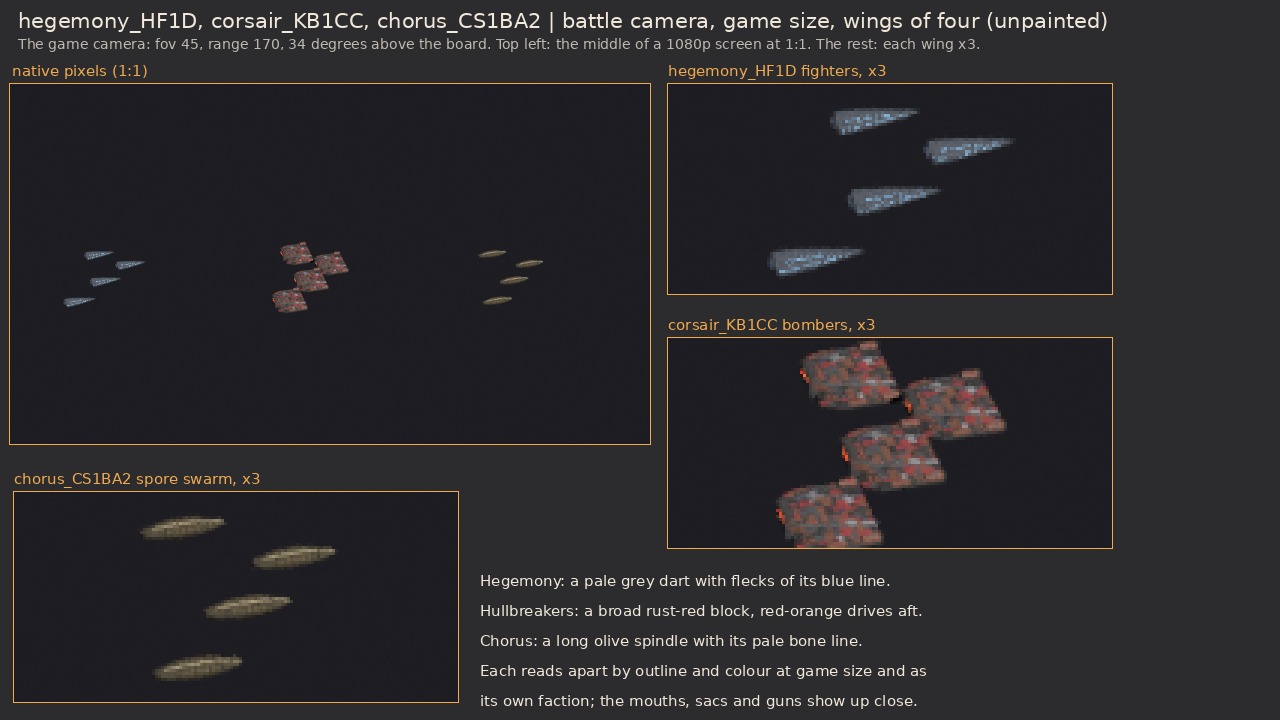 hegemony_HF1D, corsair_KB1CC, chorus_CS1BA2 | battle camera, game size, wings of four (unpainted)
The game camera: fov 45, range 170, 34 degrees above the board. Top left: the middle of a 1080p screen at 1:1. The rest: each wing x3.
native pixels (1:1)
hegemony_HF1D fighters, x3
corsair_KB1CC bombers, x3
chorus_CS1BA2 spore swarm, x3
Hegemony: a pale grey dart with flecks of its blue line.
Hullbreakers: a broad rust-red block, red-orange drives aft.
Chorus: a long olive spindle with its pale bone line.
Each reads apart by outline and colour at game size and as
its own faction; the mouths, sacs and guns show up close.